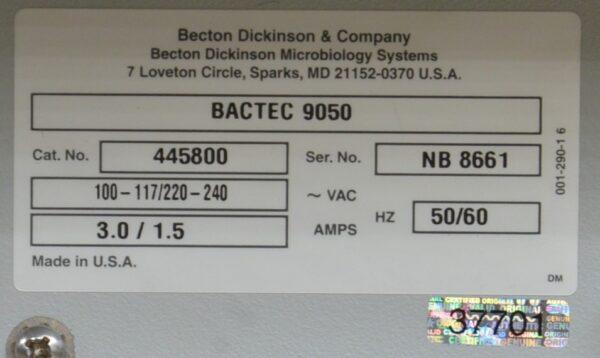 Becton Dickinson & Company
Becton Dickinson Microbiology Systems
7 Loveton Circle, Sparks, MD 21152-0370 U.S.A.
BACTEC 9050
Cat. No. 445800 Ser. No. NB 8661
100-117/220-240 ~ VAC
HZ 50/60
3.0 / 1.5 AMPS
Made in U.S.A.
001-290-1 6
DM
37701